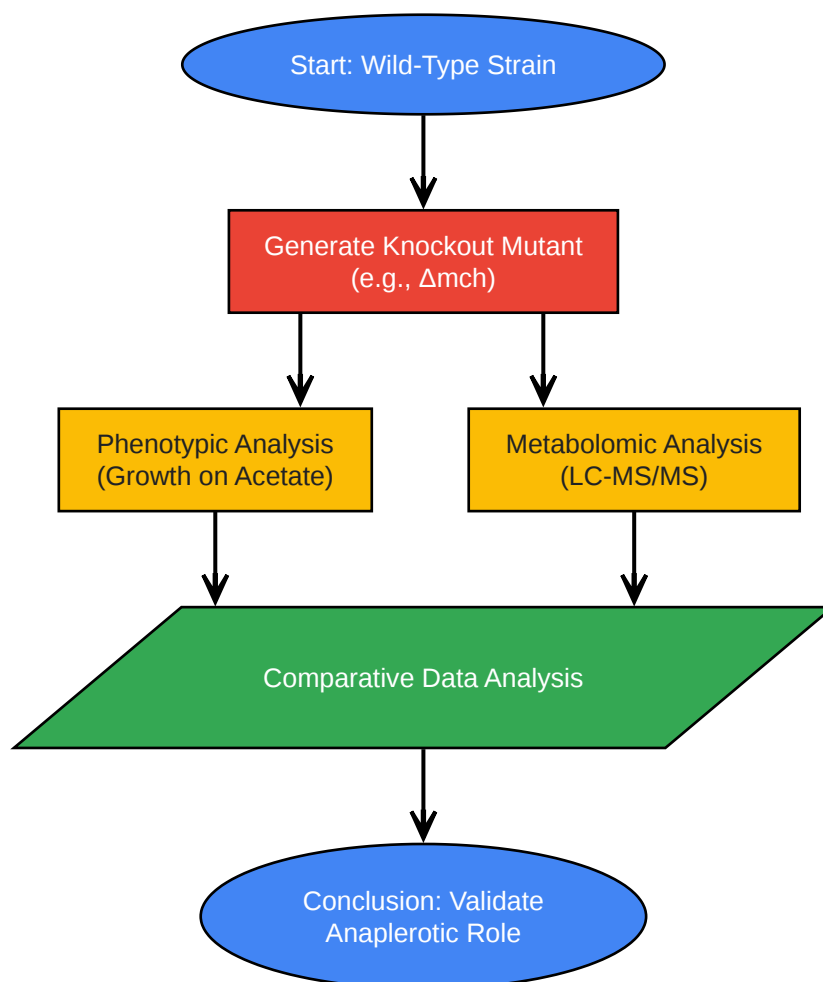 Start: Wild-Type Strain
Generate Knockout Mutant
(e.g., Δmch)
Phenotypic Analysis
(Growth on Acetate)
Metabolomic Analysis
(LC-MS/MS)
Comparative Data Analysis
Conclusion: Validate
Anaplerotic Role